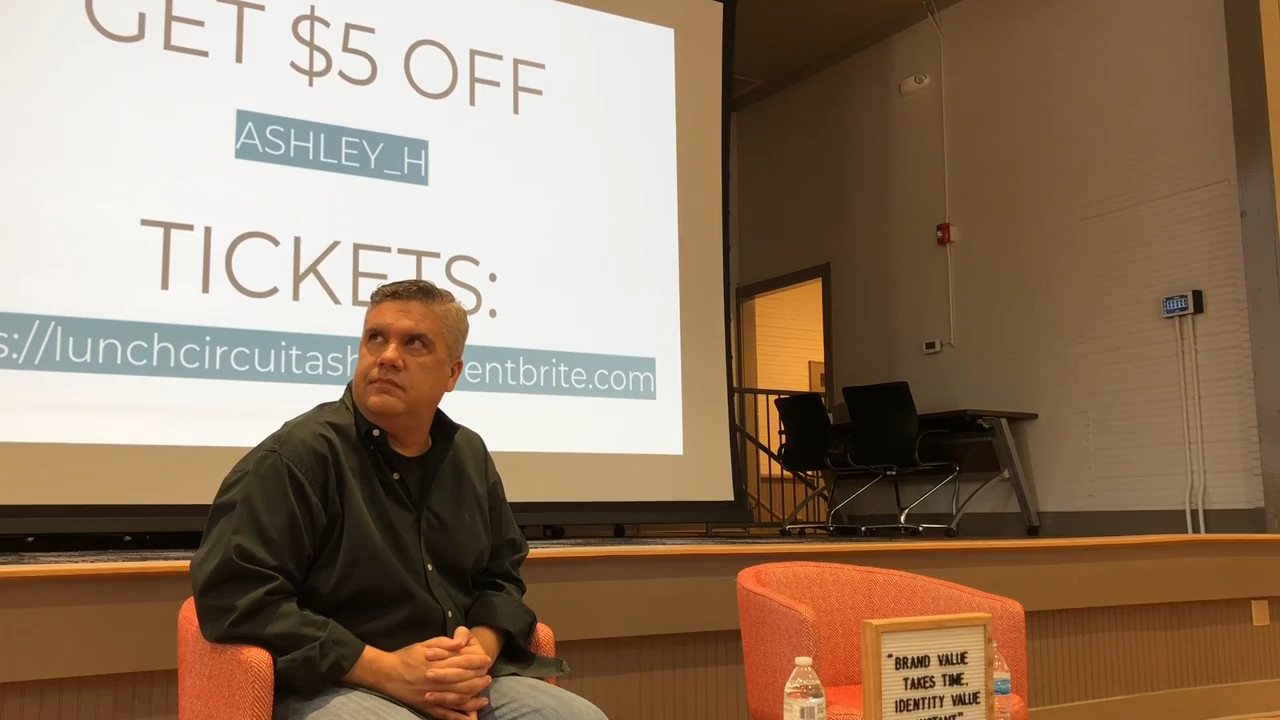 GET $5 OFF
ASHLEY_H
TICKETS:
s://lunchcircuitash entbrite.com
"BRAND VALUE
TAKES TIME.
IDENTITY VALUE